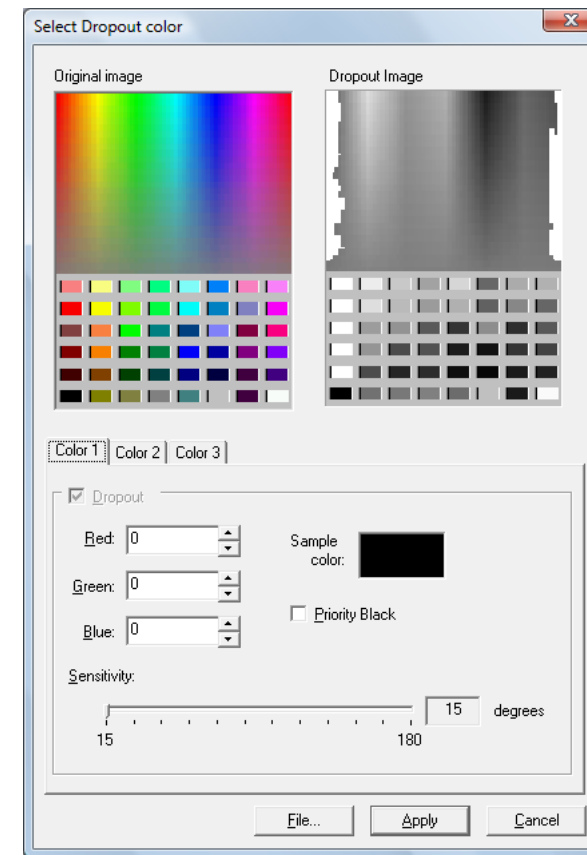 Select Dropout color
Original image
Dropout Image
Color 1
Color 2
Color 3
Dropout
Red: 0
Sample color:
Green: 0
Priority Black
Blue: 0
Sensitivity:
15 degrees
15
180
File...
Apply
Cancel